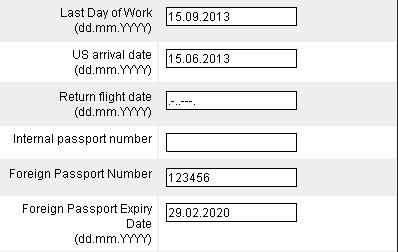 Last Day of Work
(dd.mm.YYYY)
15.09.2013
US arrival date
(dd.mm.YYYY)
15.06.2013
Return flight date
(dd.mm.YYYY)
.-..---.
Internal passport number
Foreign Passport Number
123456
Foreign Passport Expiry
Date
(dd.mm.YYYY)
29.02.2020